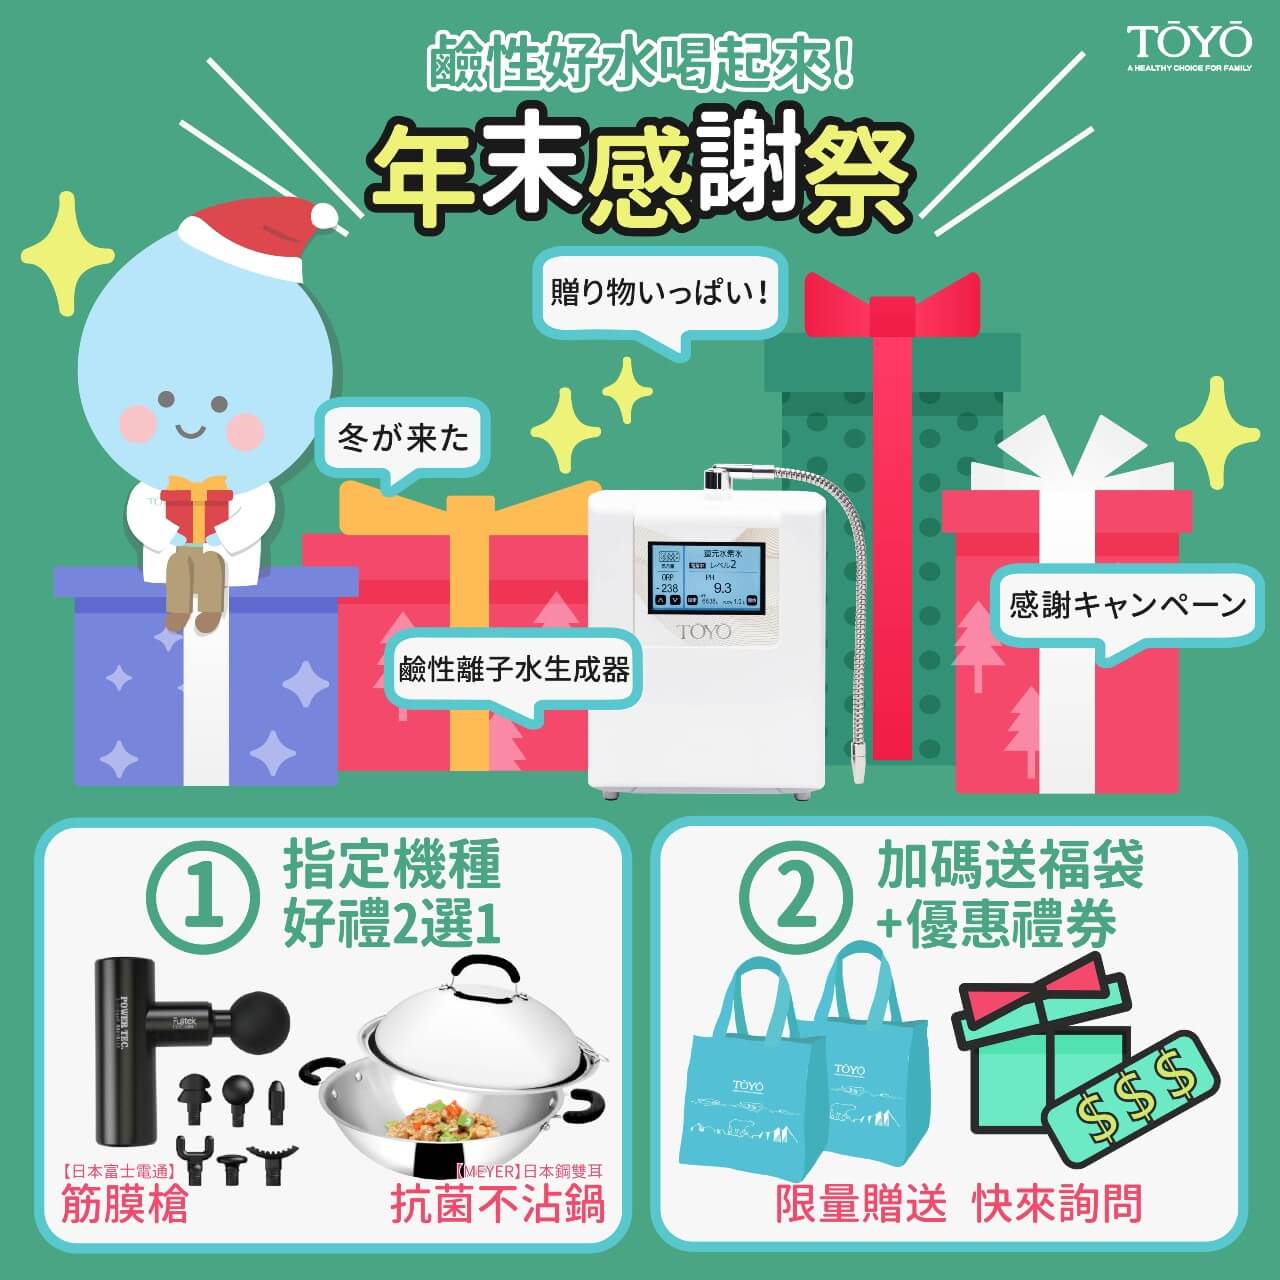 TŌYŌ
A HEALTHY CHOICE FOR FAMILY
鹼性好水喝起來!
年末感謝祭
贈り物いっぱい!
冬が来た
還元水素水
レベル2
ORP
-238
PH
9.3
TŌYŌ
感謝キャンペーン
鹼性離子水生成器
1
指定機種
好禮2選1
POWER TEC.
Fujitek
【日本富士電通】
筋膜槍
【MEYER】日本鋼雙耳
抗菌不沾鍋
2
加碼送福袋
+優惠禮券
TŌYŌ
TŌYŌ
$$$
限量贈送 快來詢問